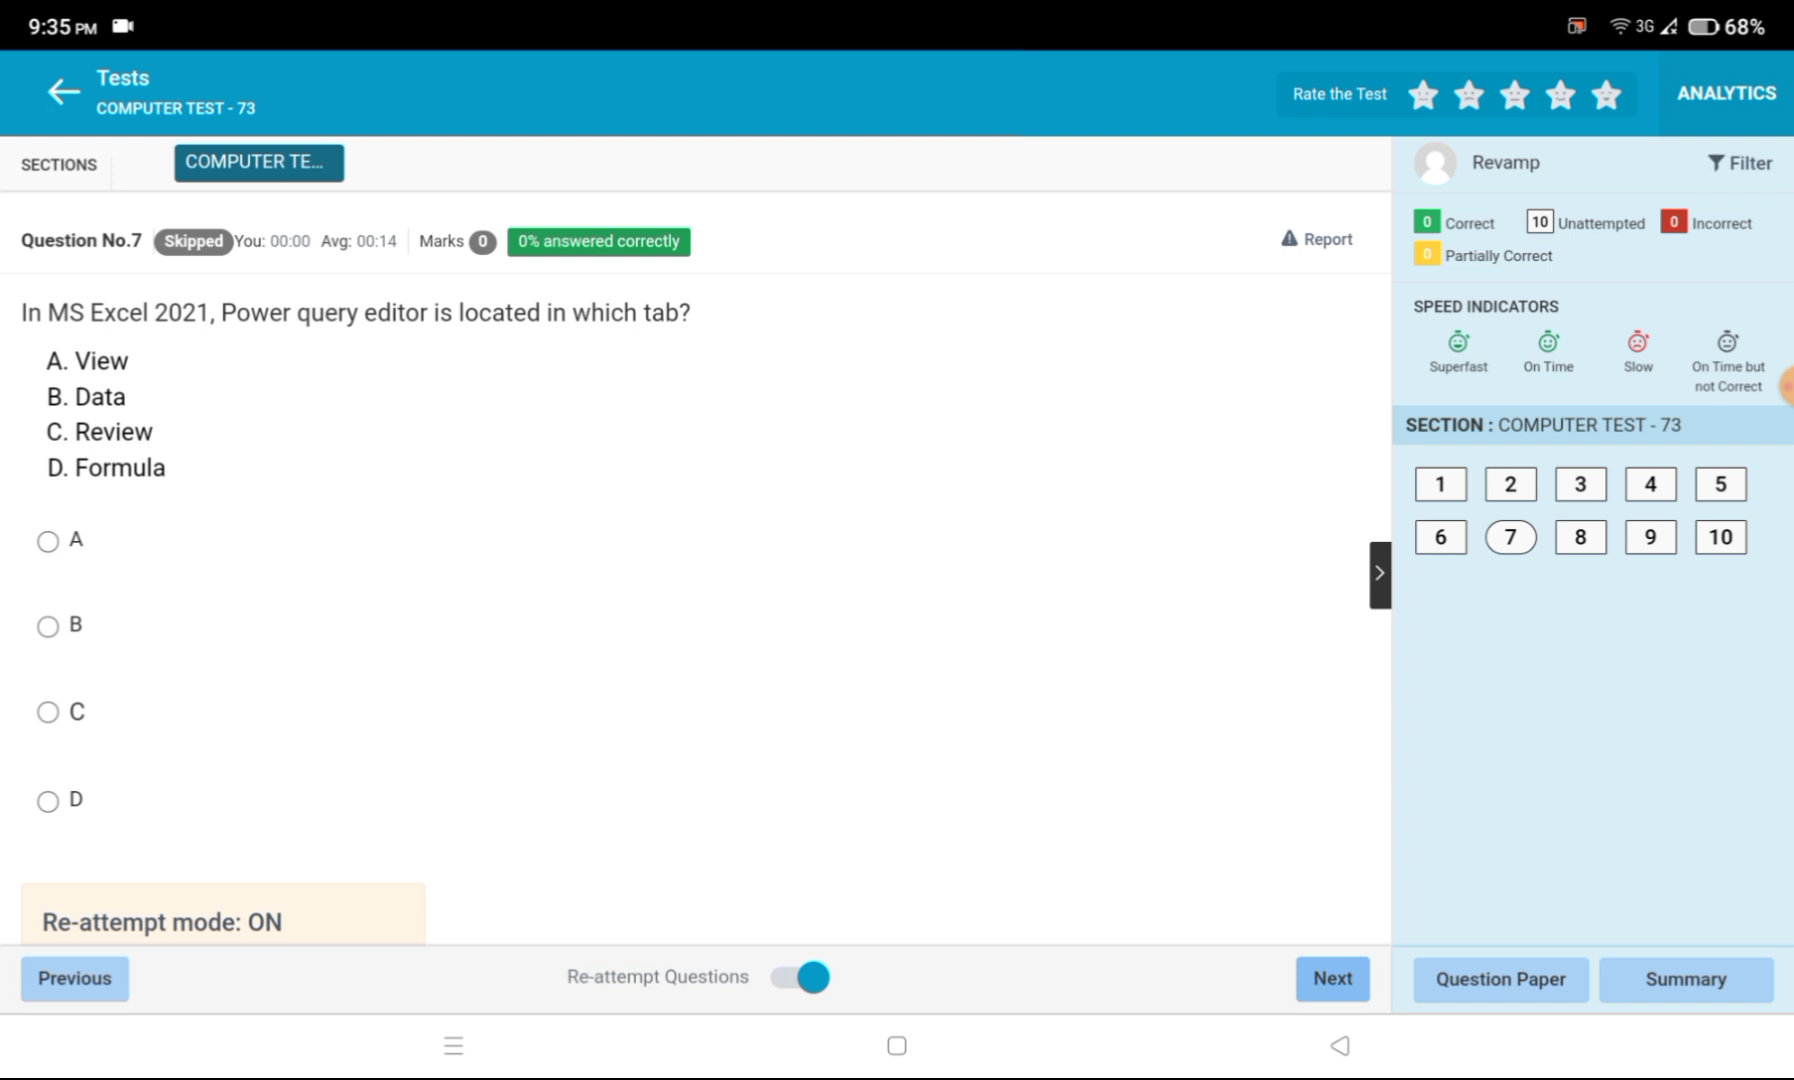 9:35 PM
3G 68%
Tests
COMPUTER TEST - 73
Rate the Test
ANALYTICS
SECTIONS
COMPUTER TE...
Revamp
Filter
Question No.7 Skipped You: 00:00 Avg: 00:14 Marks 0 0% answered correctly
Report
0 Correct 10 Unattempted 0 Incorrect
0 Partially Correct
In MS Excel 2021, Power query editor is located in which tab?
A. View
B. Data
C. Review
D. Formula
A
B
C
D
SPEED INDICATORS
Superfast
On Time
Slow
On Time but
not Correct
SECTION : COMPUTER TEST - 73
1 2 3 4 5
6 7 8 9 10
Re-attempt mode: ON
Previous
Re-attempt Questions
Next
Question Paper
Summary